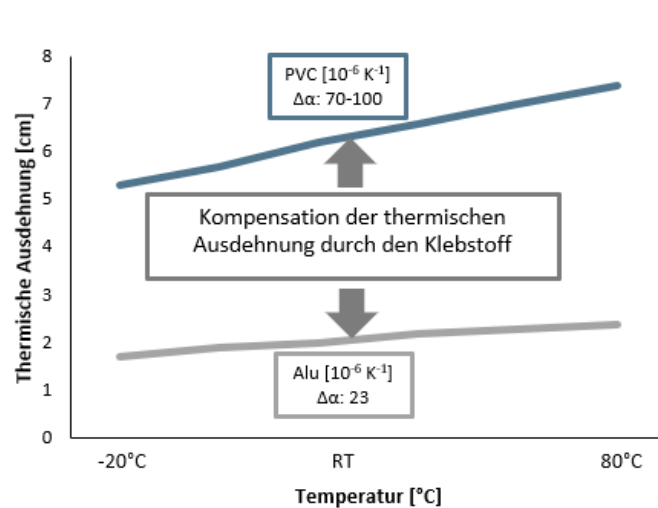 8
7
6
5
4
3
2
1
0
Thermische Ausdehnung [cm]
PVC [10⁻⁶ K⁻¹]
Δα: 70-100
Kompensation der thermischen
Ausdehnung durch den Klebstoff
Alu [10⁻⁶ K⁻¹]
Δα: 23
-20°C
RT
80°C
Temperatur [°C]